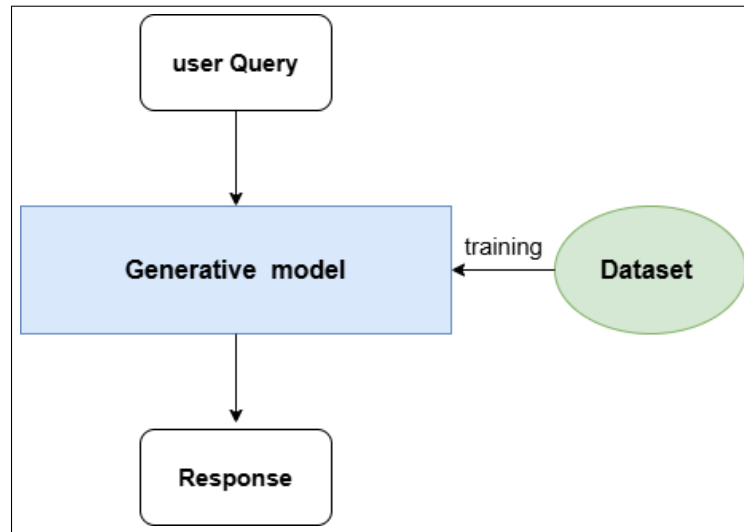 user Query
Generative model
training
Dataset
Response